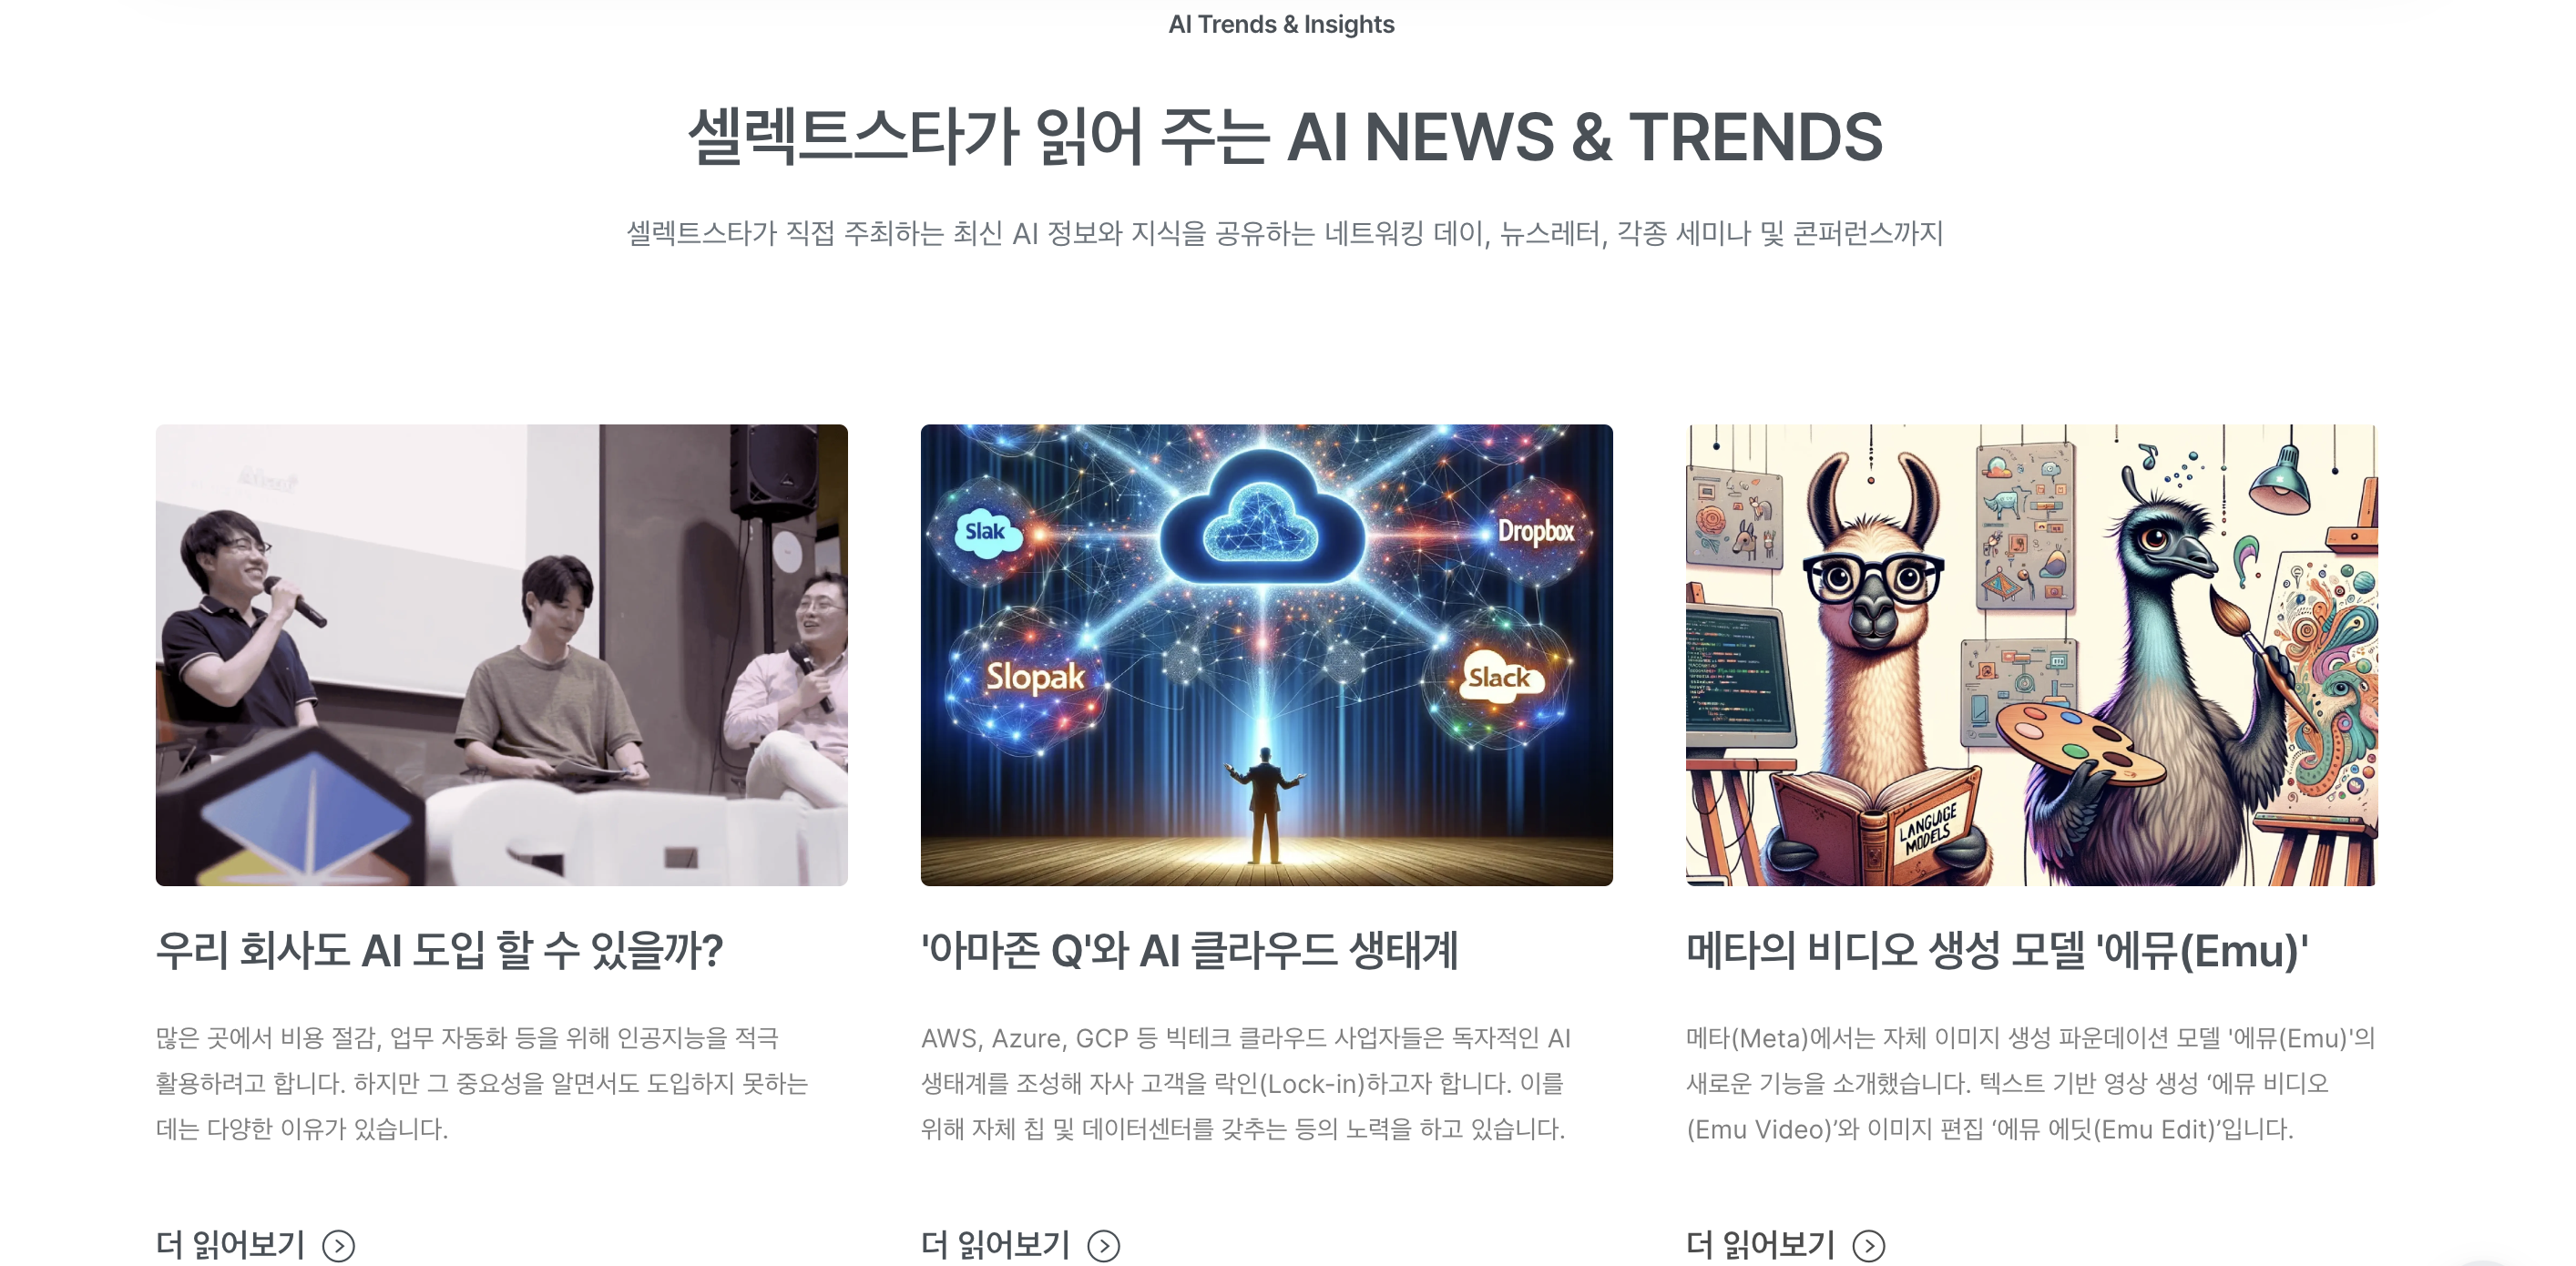 AI Trends & Insights
셀렉트스타가 읽어 주는 AI NEWS & TRENDS
셀렉트스타가 직접 주최하는 최신 AI 정보와 지식을 공유하는 네트워킹 데이, 뉴스레터, 각종 세미나 및 콘퍼런스까지
Slak
Dropbox
Slopak
Slack
LANGUAGE
MODELS
우리 회사도 AI 도입 할 수 있을까?
많은 곳에서 비용 절감, 업무 자동화 등을 위해 인공지능을 적극
활용하려고 합니다. 하지만 그 중요성을 알면서도 도입하지 못하는
데는 다양한 이유가 있습니다.
더 읽어보기
'아마존 Q'와 AI 클라우드 생태계
AWS, Azure, GCP 등 빅테크 클라우드 사업자들은 독자적인 AI
생태계를 조성해 자사 고객을 락인(Lock-in)하고자 합니다. 이를
위해 자체 칩 및 데이터센터를 갖추는 등의 노력을 하고 있습니다.
더 읽어보기
메타의 비디오 생성 모델 '에뮤(Emu)'
메타(Meta)에서는 자체 이미지 생성 파운데이션 모델 '에뮤(Emu)'의
새로운 기능을 소개했습니다. 텍스트 기반 영상 생성 ‘에뮤 비디오
(Emu Video)’와 이미지 편집 ‘에뮤 에딧(Emu Edit)’입니다.
더 읽어보기